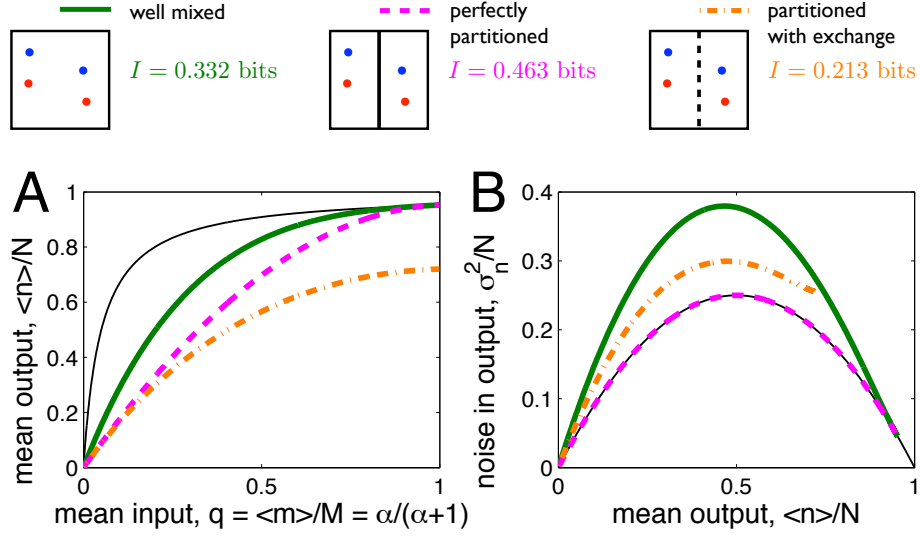 well mixed
perfectly
partitioned
partitioned
with exchange
I = 0.332 bits
I = 0.463 bits
I = 0.213 bits
A
1
0.8
0.6
0.4
0.2
0
0
0.5
1
mean output, <n>/N
mean input, q = <m>/M = α/(α+1)
B
0.4
0.3
0.2
0.1
0
0
0.5
1
noise in output, σ²ₙ/N
mean output, <n>/N